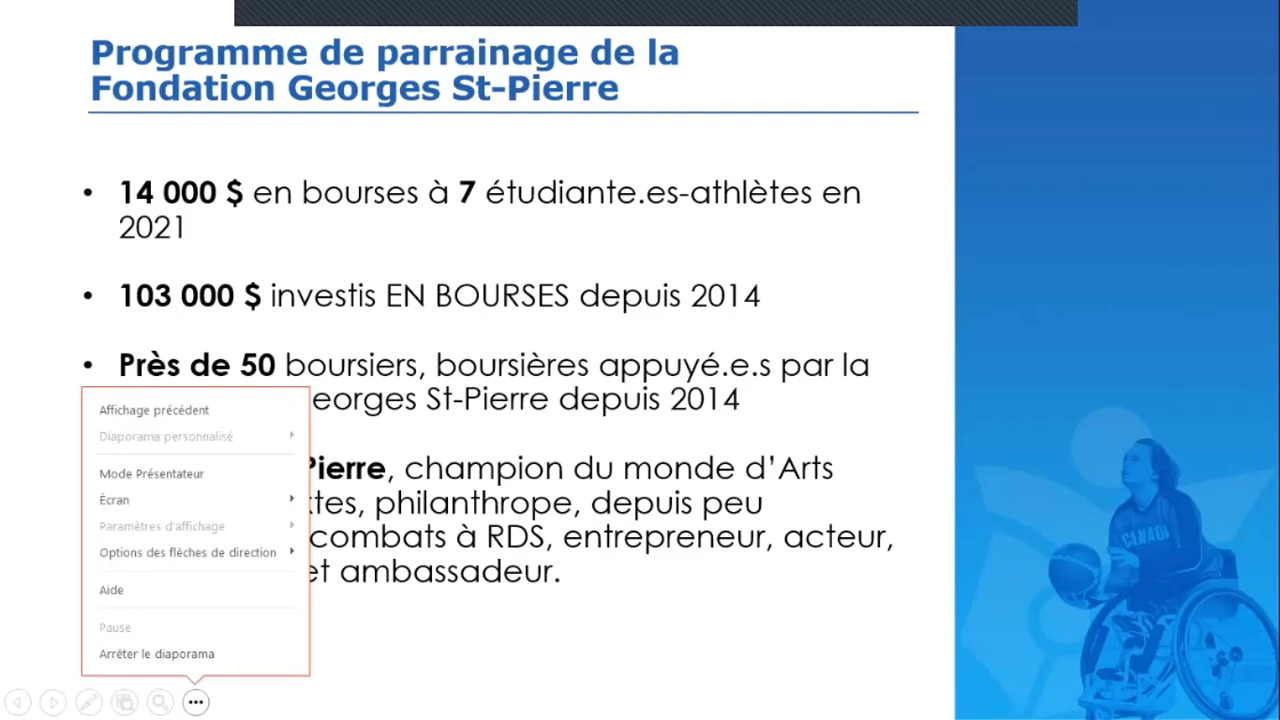 Programme de parrainage de la
Fondation Georges St-Pierre
• 14 000 $ en bourses à 7 étudiante.es-athlètes en
2021
• 103 000 $ investis EN BOURSES depuis 2014
• Près de 50 boursiers, boursières appuyé.e.s par la
eorges St-Pierre depuis 2014
Pierre, champion du monde d'Arts
tes, philanthrope, depuis peu
combats à RDS, entrepreneur, acteur,
et ambassadeur.
Affichage précédent
Diaporama personnalisé
Mode Présentateur
Écran
Paramètres d'affichage
Options des flèches de direction
Aide
Pause
Arrêter le diaporama
CANADA